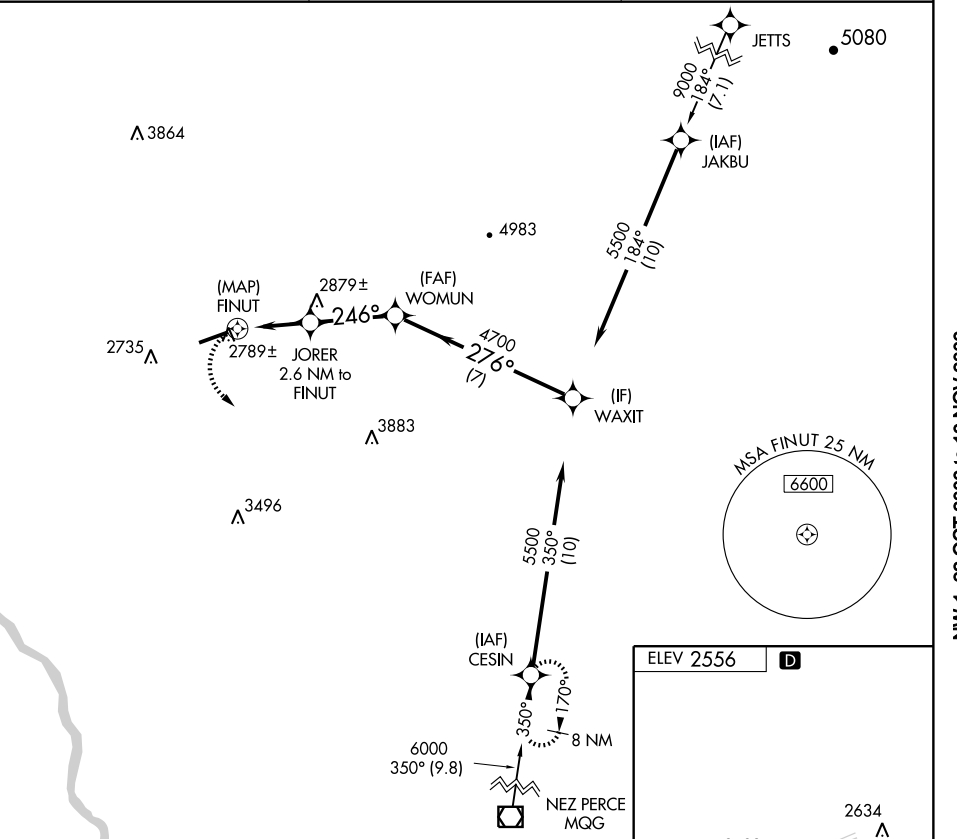 JETTS
5080
9000
184°
(7.1)
3864
(IAF)
JAKBU
4983
5500
184°
(10)
(MAP)
FINUT
2879±
(FAF)
WOMUN
246°
2735
2789±
JORER
2.6 NM to
FINUT
4700
276°
(7)
(IF)
WAXIT
3883
MSA FINUT 25 NM
6600
3496
5500
350°
(10)
(IAF)
CESIN
ELEV 2556
D
350°
170°
8 NM
6000
350° (9.8)
NEZ PERCE
MQG
2634